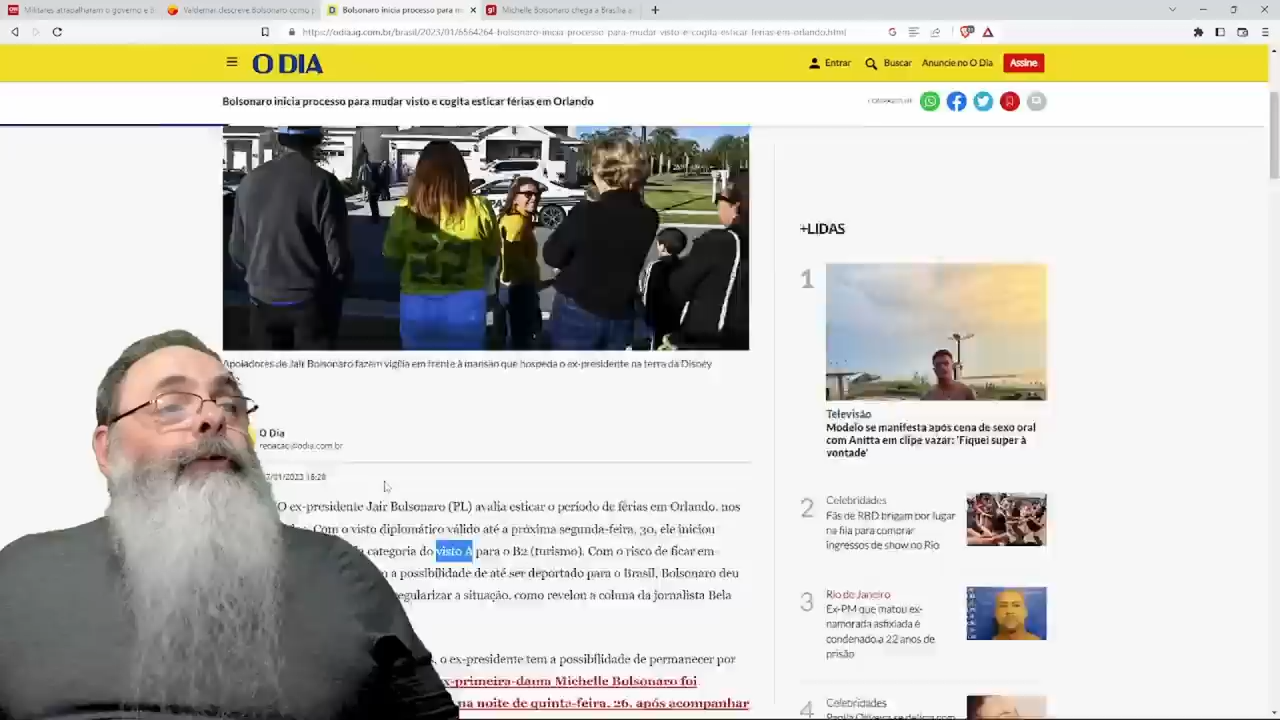 Militares atrapalharam o governo e B
Valdemar descreve Bolsonaro como p
Bolsonaro inicia processo para m
Michelle Bolsonaro chega a Brasília e
https://odia.ig.com.br/brasil/2023/01/6564264-bolsonaro-inicia-processo-para-mudar-visto-e-cogita-esticar-ferias-em-orlando.html
O DIA
Entrar
Buscar
Anuncie no O Dia
Assine
Bolsonaro inicia processo para mudar visto e cogita esticar férias em Orlando
Apoiadores de Jair Bolsonaro fazem vigília em frente à mansão que hospeda o ex-presidente na terra da Disney
O Dia
redacao@odia.com.br
7/01/2023 16:28
O ex-presidente Jair Bolsonaro (PL) avalia esticar o período de férias em Orlando, nos
Com o visto diplomático válido até a próxima segunda-feira, 30, ele iniciou
a categoria do visto A para o B2 (turismo). Com o risco de ficar em
a possibilidade de até ser deportado para o Brasil, Bolsonaro deu
regularizar a situação, como revelou a coluna da jornalista Bela
, o ex-presidente tem a possibilidade de permanecer por
x-primeira-dama Michelle Bolsonaro foi
na noite de quinta-feira, 26, após acompanhar
+LIDAS
1
Televisão
Modelo se manifesta após cena de sexo oral
com Anitta em clipe vazar: 'Fiquei super à
vontade'
2
Celebridades
Fãs de RBD brigam por lugar
na fila para comprar
ingressos de show no Rio
3
Rio de Janeiro
Ex-PM que matou ex-
namorada asfixiada é
condenado a 22 anos de
prisão
4
Celebridades